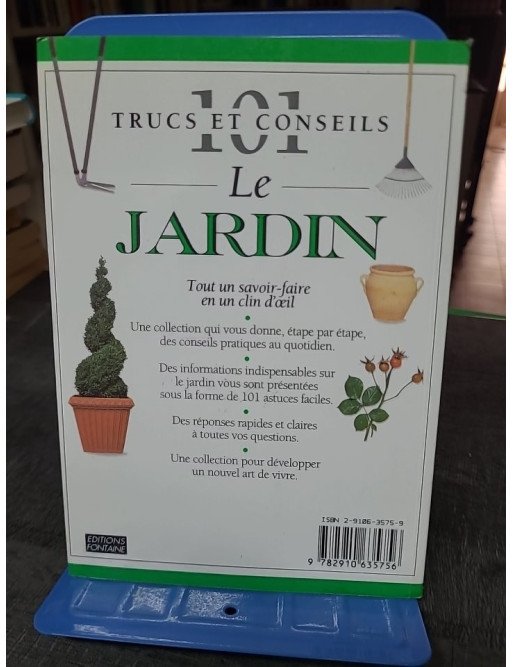 101
TRUCS ET CONSEILS
Le
JARDIN
Tout un savoir-faire
en un clin d'œil
Une collection qui vous donne, étape par étape,
des conseils pratiques au quotidien.
Des informations indispensables sur
le jardin vous sont présentées
sous la forme de 101 astuces faciles.
Des réponses rapides et claires
à toutes vos questions.
Une collection pour développer
un nouvel art de vivre.
ISBN 2-9106-3575-9
9 782910 635756
EDITIONS
FONTAINE